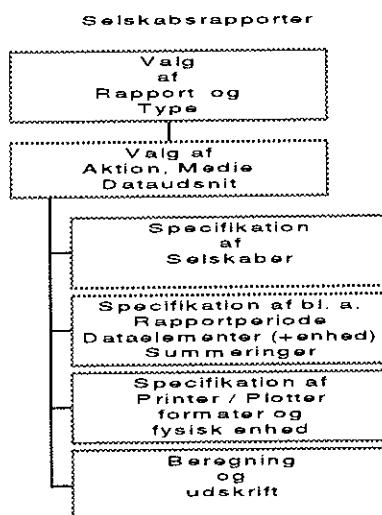 Selskabsrapporter
Valg
af
Rapport og
Type
Valg af
Aktion, Medie
Dataudsnit
Specifikation
af
Selskaber
Specifikation af bl. a.
Rapportperiode
Dataelementer (+enhed)
Summeringer
Specifikation af
Printer / Plotter
formater og
fysisk enhed
Beregning
og
udskrift